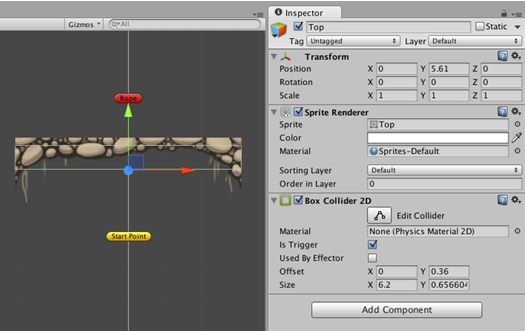 Inspector
Gizmos All
Top Static
Tag Untagged Layer Default
Transform
Position X 0 Y 5.61 Z 0
Rotation X 0 Y 0 Z 0
Scale X 1 Y 1 Z 1
Rope
Sprite Renderer
Sprite Top
Color
Material Sprites-Default
Sorting Layer Default
Order in Layer 0
Box Collider 2D
Edit Collider
Material None (Physics Material 2D)
Start Point
Is Trigger
Used By Effector
Offset X 0 Y 0.36
Size X 6.2 Y 0.656604
Add Component